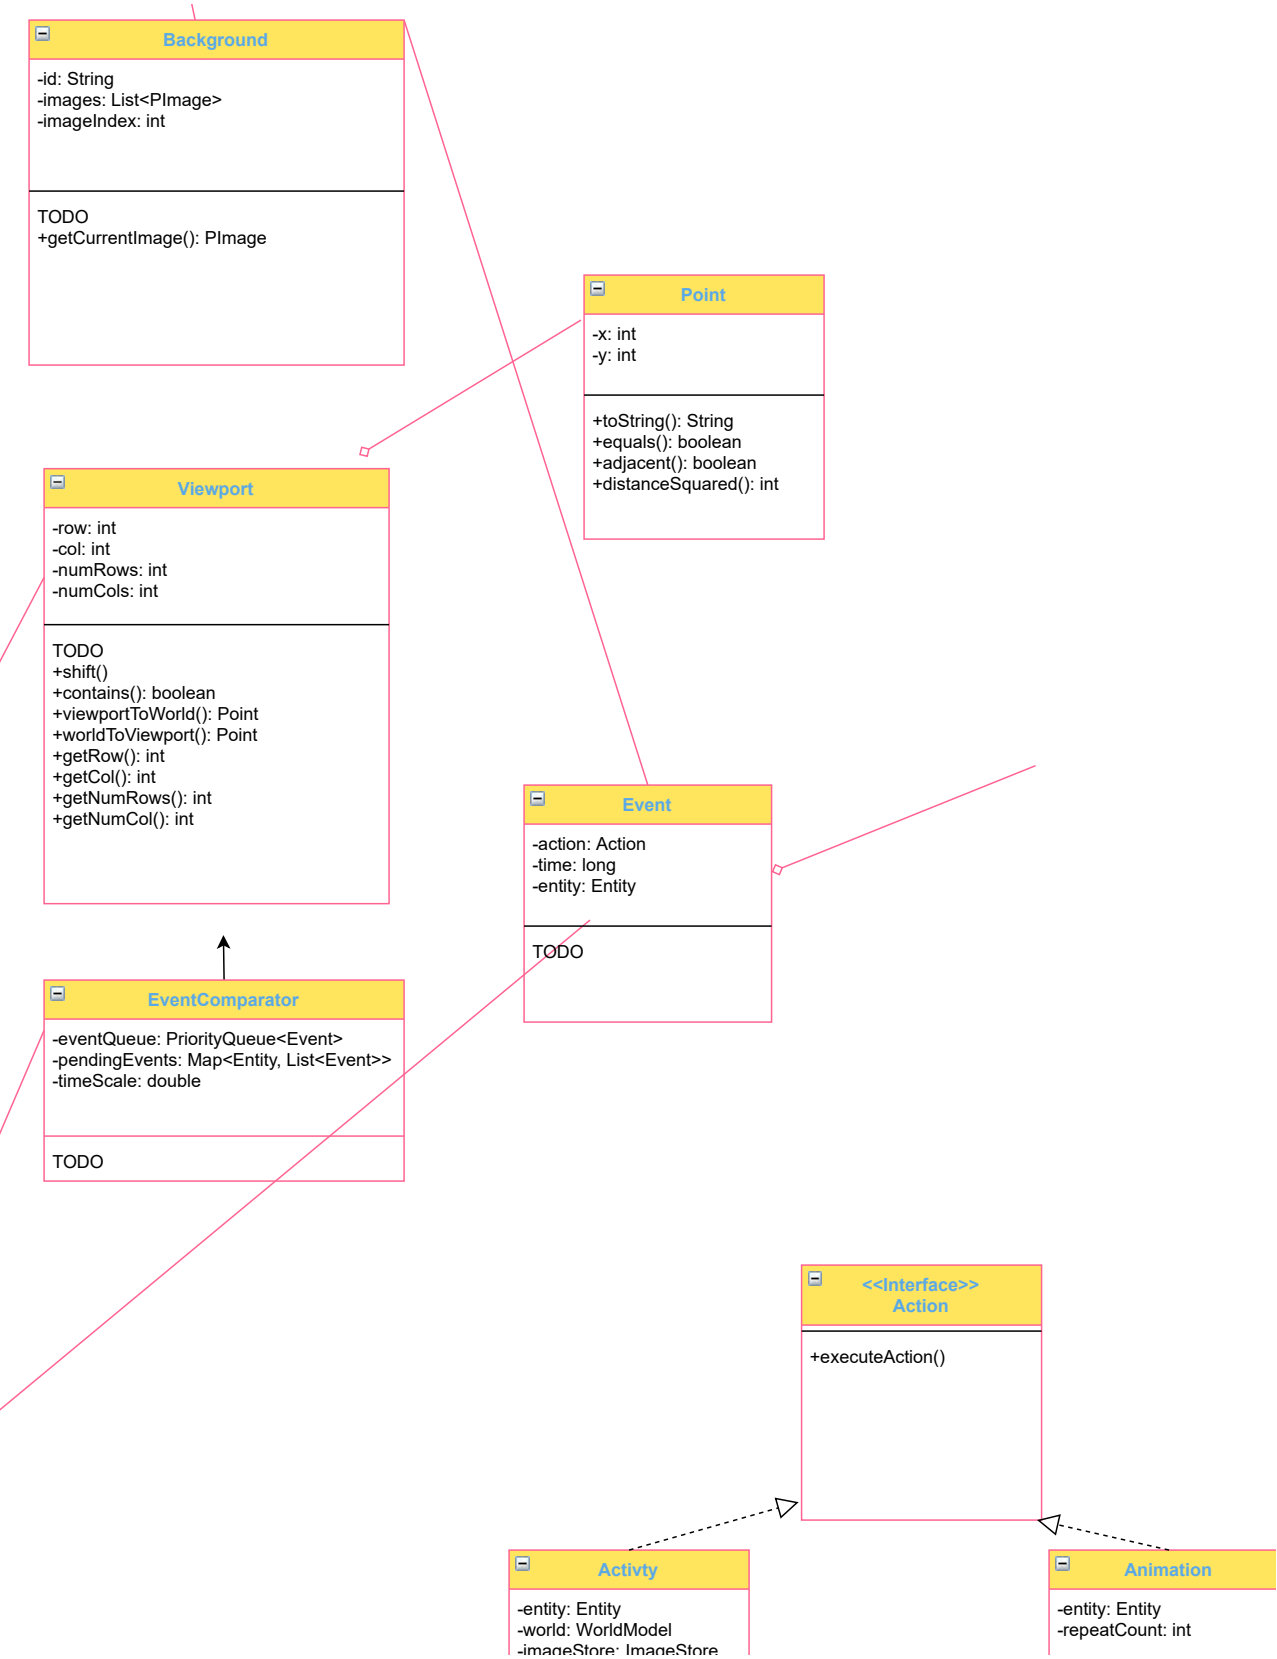 Background
-id: String
-images: List<PImage>
-imageIndex: int
TODO
+getCurrentImage(): PImage
Point
-x: int
-y: int
+toString(): String
+equals(): boolean
+adjacent(): boolean
+distanceSquared(): int
Viewport
-row: int
-col: int
-numRows: int
-numCols: int
TODO
+shift()
+contains(): boolean
+viewportToWorld(): Point
+worldToViewport(): Point
+getRow(): int
+getCol(): int
+getNumRows(): int
+getNumCol(): int
Event
-action: Action
-time: long
-entity: Entity
TODO
EventComparator
-eventQueue: PriorityQueue<Event>
-pendingEvents: Map<Entity, List<Event>>
-timeScale: double
TODO
<<Interface>>
Action
+executeAction()
Activty
-entity: Entity
-world: WorldModel
-imageStore: ImageStore
Animation
-entity: Entity
-repeatCount: int